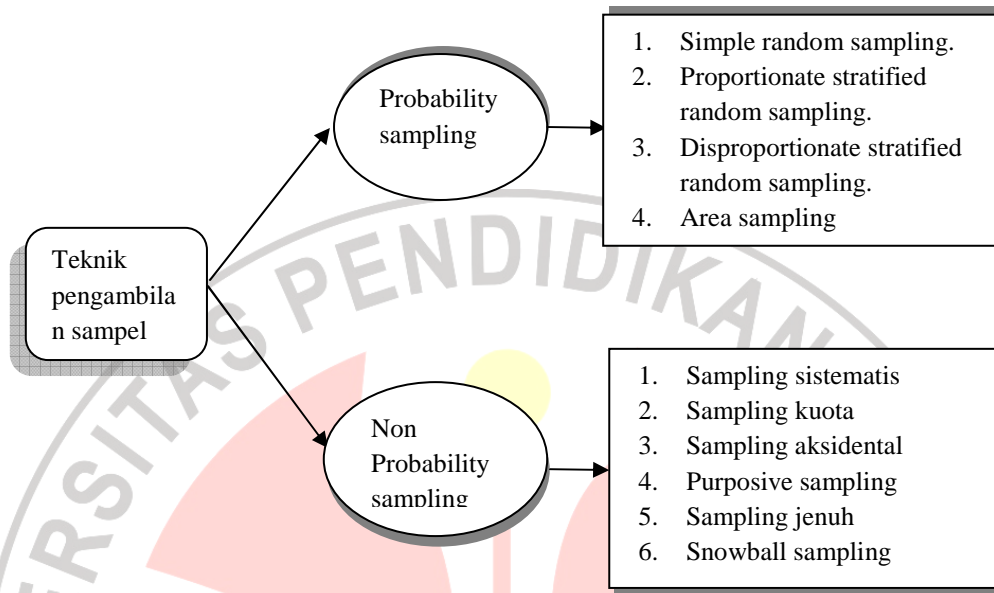 Teknik
pengambila
n sampel
Probability
sampling
1. Simple random sampling.
2. Proportionate stratified
random sampling.
3. Disproportionate stratified
random sampling.
4. Area sampling
Non
Probability
sampling
1. Sampling sistematis
2. Sampling kuota
3. Sampling aksidental
4. Purposive sampling
5. Sampling jenuh
6. Snowball sampling
ERSITAS PENDIDIKAN